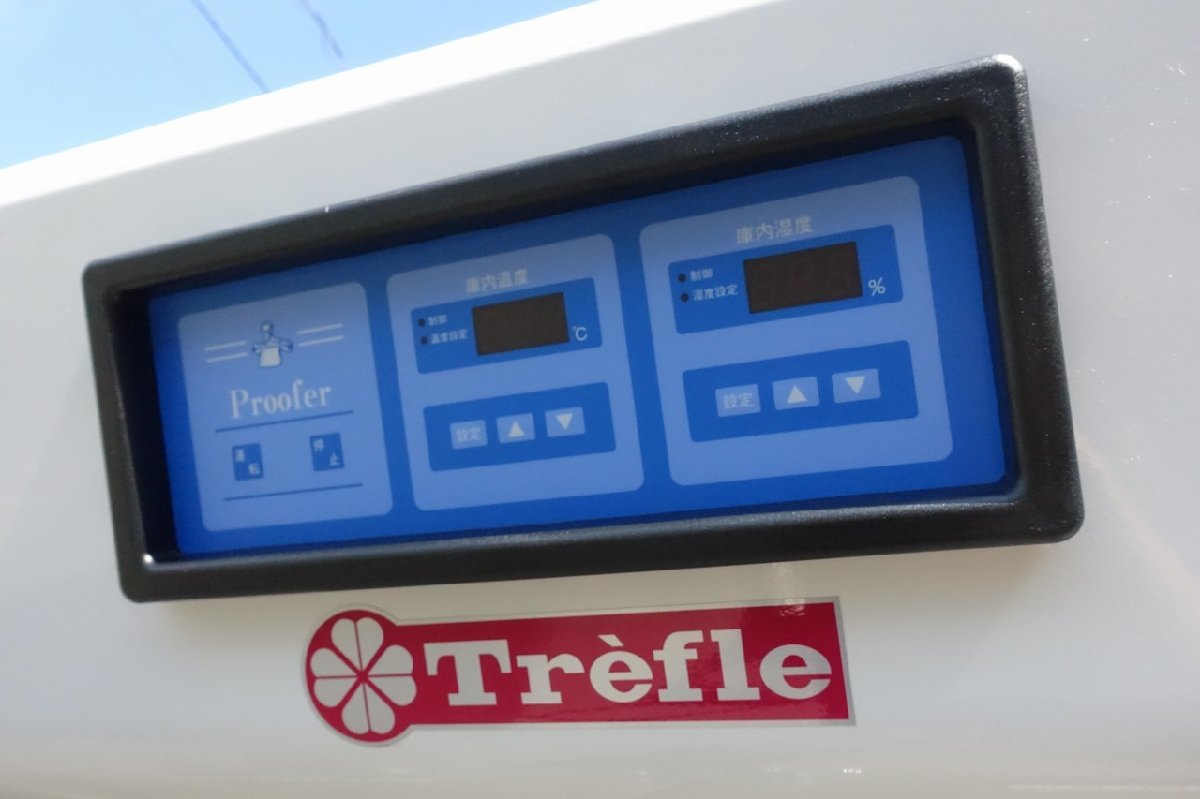 Proofer
運転
停止
庫内温度
制御
温度設定
℃
設定 ▲ ▼
庫内湿度
制御
湿度設定
%
設定 ▲ ▼
Trèfle